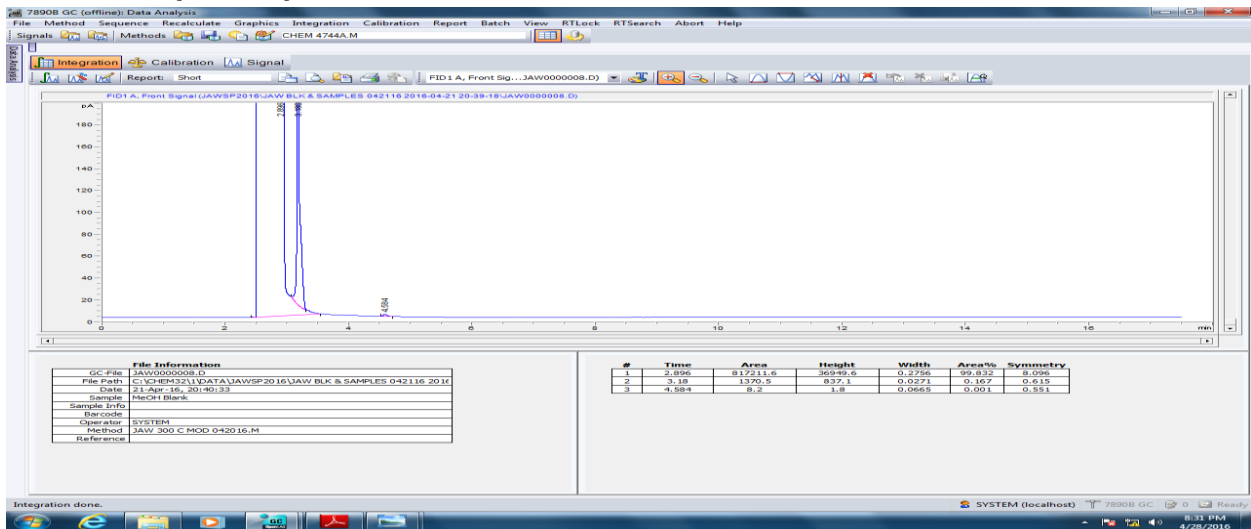 7890B GC (offline): Data Analysis
File Method Sequence Recalculate Graphics Integration Calibration Report Batch View RTLock RTSearch Abort Help
Signals Methods CHEM 4744A.M
Data Analysis
Integration Calibration Signal
Report: Short FID1 A, Front Sig...JAW0000008.D)
FID1 A, Front Signal (JAWSP2016\JAW BLK & SAMPLES 042116 2016-04-21 20-39-16\JAW0000008.D)
pA
2.896
3.180
180
160
140
120
100
80
60
40
20
4.584
0
0 2 4 6 8 10 12 14 16 min
File Information
GC-File JAW0000008.D
File Path C:\CHEM32\1\DATA\JAWSP2016\JAW BLK & SAMPLES 042116 2016
Date 21-Apr-16, 20:40:33
Sample MeOH Blank
Sample Info
Barcode
Operator SYSTEM
Method JAW 300 C MOD 042016.M
Reference
# Time Area Height Width Area% Symmetry
1 2.896 817211.6 36949.6 0.2756 99.832 8.096
2 3.18 1370.5 837.1 0.0271 0.167 0.615
3 4.584 8.2 1.8 0.0665 0.001 0.551
Integration done.
SYSTEM (localhost) 7890B GC 0 Ready
GC
8:31 PM
4/28/2016